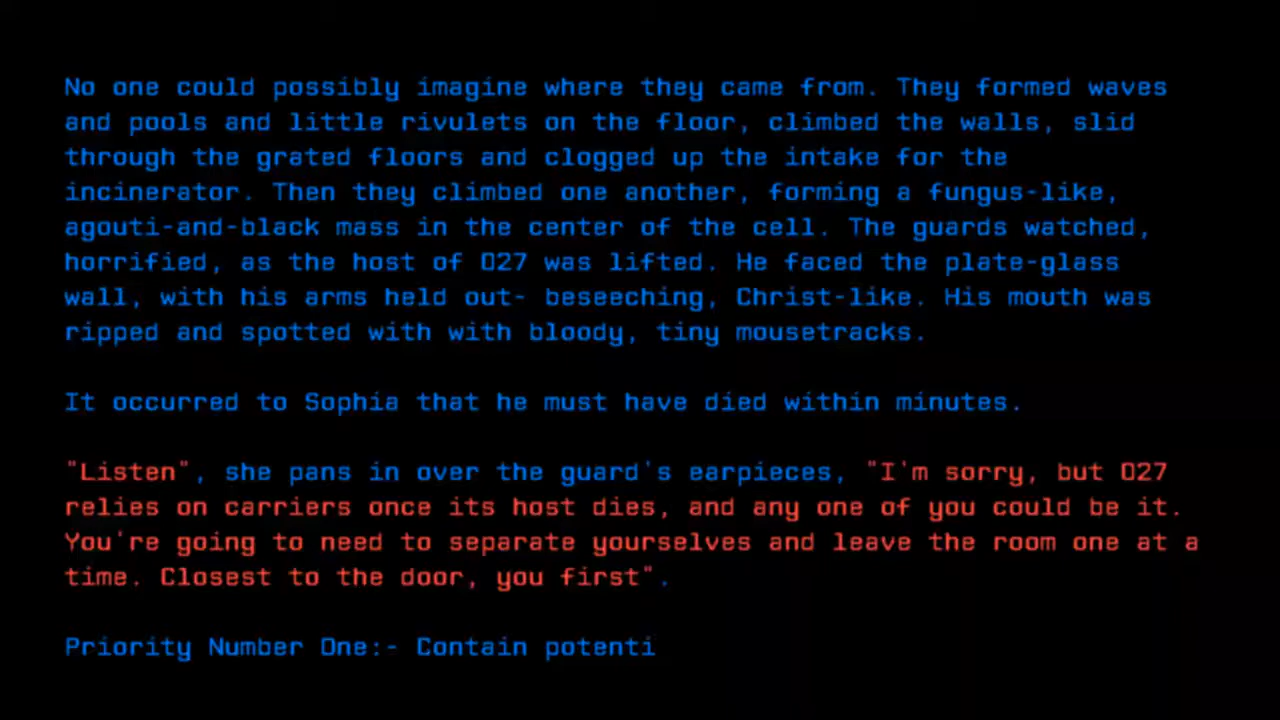 No one could possibly imagine where they came from. They formed waves
and pools and little rivulets on the floor, climbed the walls, slid
through the grated floors and clogged up the intake for the
incinerator. Then they climbed one another, forming a fungus-like,
agouti-and-black mass in the center of the cell. The guards watched,
horrified, as the host of 027 was lifted. He faced the plate-glass
wall, with his arms held out- beseeching, Christ-like. His mouth was
ripped and spotted with with bloody, tiny mousetracks.
It occurred to Sophia that he must have died within minutes.
"Listen", she pans in over the guard's earpieces, "I'm sorry, but 027
relies on carriers once its host dies, and any one of you could be it.
You're going to need to separate yourselves and leave the room one at a
time. Closest to the door, you first".
Priority Number One:- Contain potenti